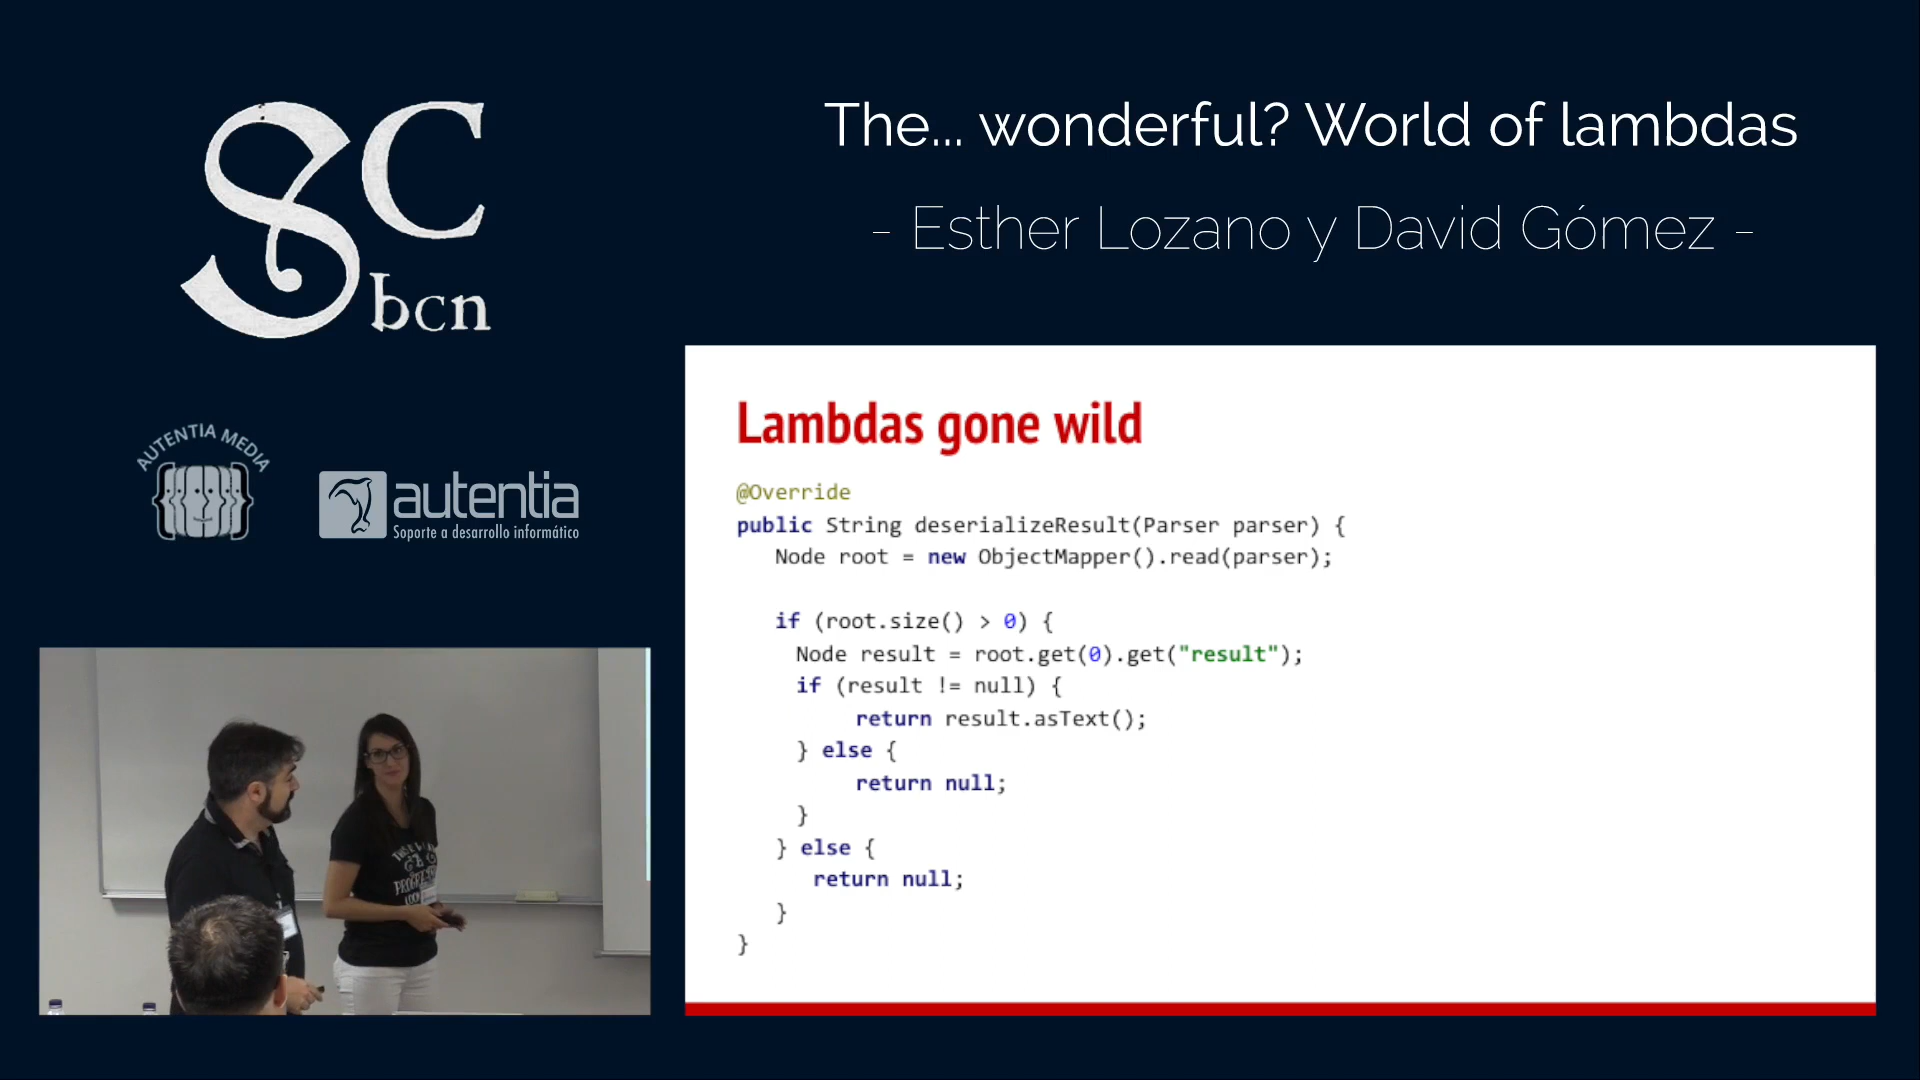 SC
bcn
The... wonderful? World of lambdas
- Esther Lozano y David Gómez -
AUTENTIA MEDIA
autentia
Soporte a desarrollo informático
Lambdas gone wild
@Override
public String deserializeResult(Parser parser) {
Node root = new ObjectMapper().read(parser);
if (root.size() > 0) {
Node result = root.get(0).get("result");
if (result != null) {
return result.asText();
} else {
return null;
}
} else {
return null;
}
}